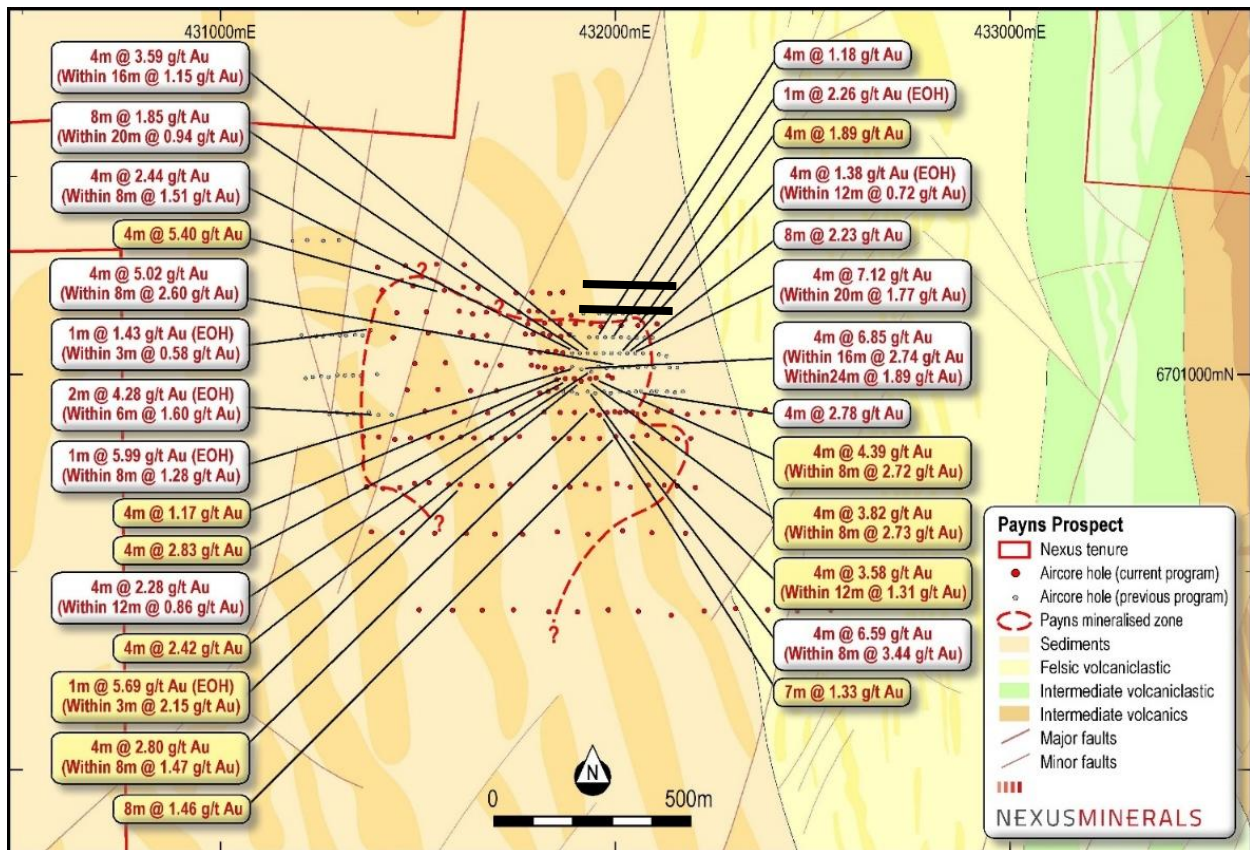 431000mE
432000mE
433000mE
4m @ 3.59 g/t Au
(Within 16m @ 1.15 g/t Au)
8m @ 1.85 g/t Au
(Within 20m @ 0.94 g/t Au)
4m @ 2.44 g/t Au
(Within 8m @ 1.51 g/t Au)
4m @ 5.40 g/t Au
4m @ 5.02 g/t Au
(Within 8m @ 2.60 g/t Au)
1m @ 1.43 g/t Au (EOH)
(Within 3m @ 0.58 g/t Au)
2m @ 4.28 g/t Au (EOH)
(Within 6m @ 1.60 g/t Au)
1m @ 5.99 g/t Au (EOH)
(Within 8m @ 1.28 g/t Au)
4m @ 1.17 g/t Au
4m @ 2.83 g/t Au
4m @ 2.28 g/t Au
(Within 12m @ 0.86 g/t Au)
4m @ 2.42 g/t Au
1m @ 5.69 g/t Au (EOH)
(Within 3m @ 2.15 g/t Au)
4m @ 2.80 g/t Au
(Within 8m @ 1.47 g/t Au)
8m @ 1.46 g/t Au
?
?
?
?
4m @ 1.18 g/t Au
1m @ 2.26 g/t Au (EOH)
4m @ 1.89 g/t Au
4m @ 1.38 g/t Au (EOH)
(Within 12m @ 0.72 g/t Au)
8m @ 2.23 g/t Au
4m @ 7.12 g/t Au
(Within 20m @ 1.77 g/t Au)
4m @ 6.85 g/t Au
(Within 16m @ 2.74 g/t Au
Within24m @ 1.89 g/t Au)
4m @ 2.78 g/t Au
4m @ 4.39 g/t Au
(Within 8m @ 2.72 g/t Au)
4m @ 3.82 g/t Au
(Within 8m @ 2.73 g/t Au)
4m @ 3.58 g/t Au
(Within 12m @ 1.31 g/t Au)
4m @ 6.59 g/t Au
(Within 8m @ 3.44 g/t Au)
7m @ 1.33 g/t Au
6701000mN
N
0 500m
Payns Prospect
Nexus tenure
Aircore hole (current program)
Aircore hole (previous program)
Payns mineralised zone
Sediments
Felsic volcaniclastic
Intermediate volcaniclastic
Intermediate volcanics
Major faults
Minor faults
NEXUSMINERALS